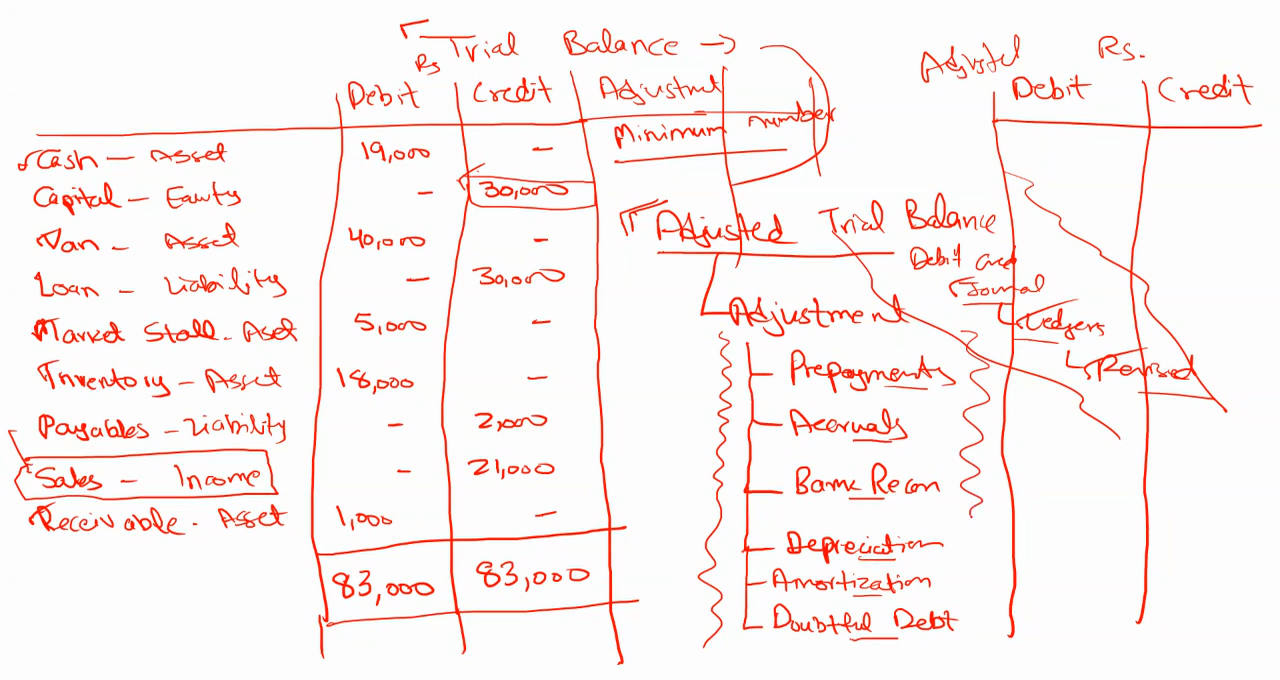 Trial Balance →
Rs
Debit Credit Adjustmt
Minimum number
Cash - Asset 19,000 -
Capital - Equity - 30,000
Van - Asset 40,000 -
Loan - Liability - 30,000
Market Stall - Asset 5,000 -
Inventory - Asset 18,000 -
Payables - Liability - 2,000
Sales - Income - 21,000
Receivable - Asset 1,000 -
83,000 83,000
Adjusted Trial Balance
Debit and
Journal
Ledgers
Revised
Adjustment
Prepayments
Accruals
Bank Recon
Depreciation
Amortization
Doubtful Debt
Rs.
Debit Credit